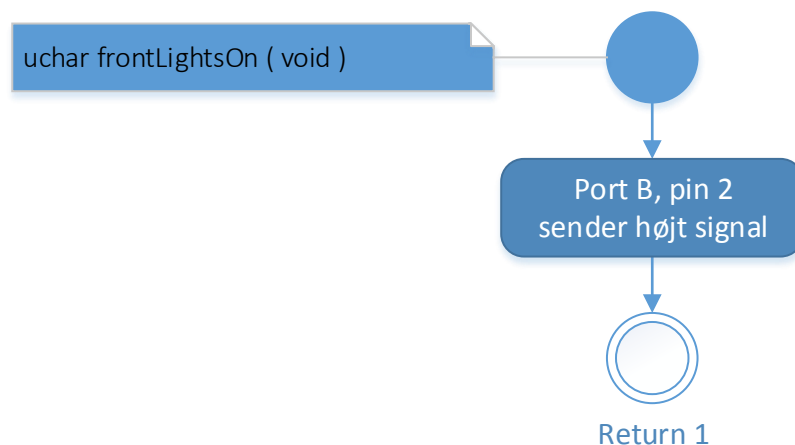 uchar frontLightsOn ( void )
Port B, pin 2
sender højt signal
Return 1